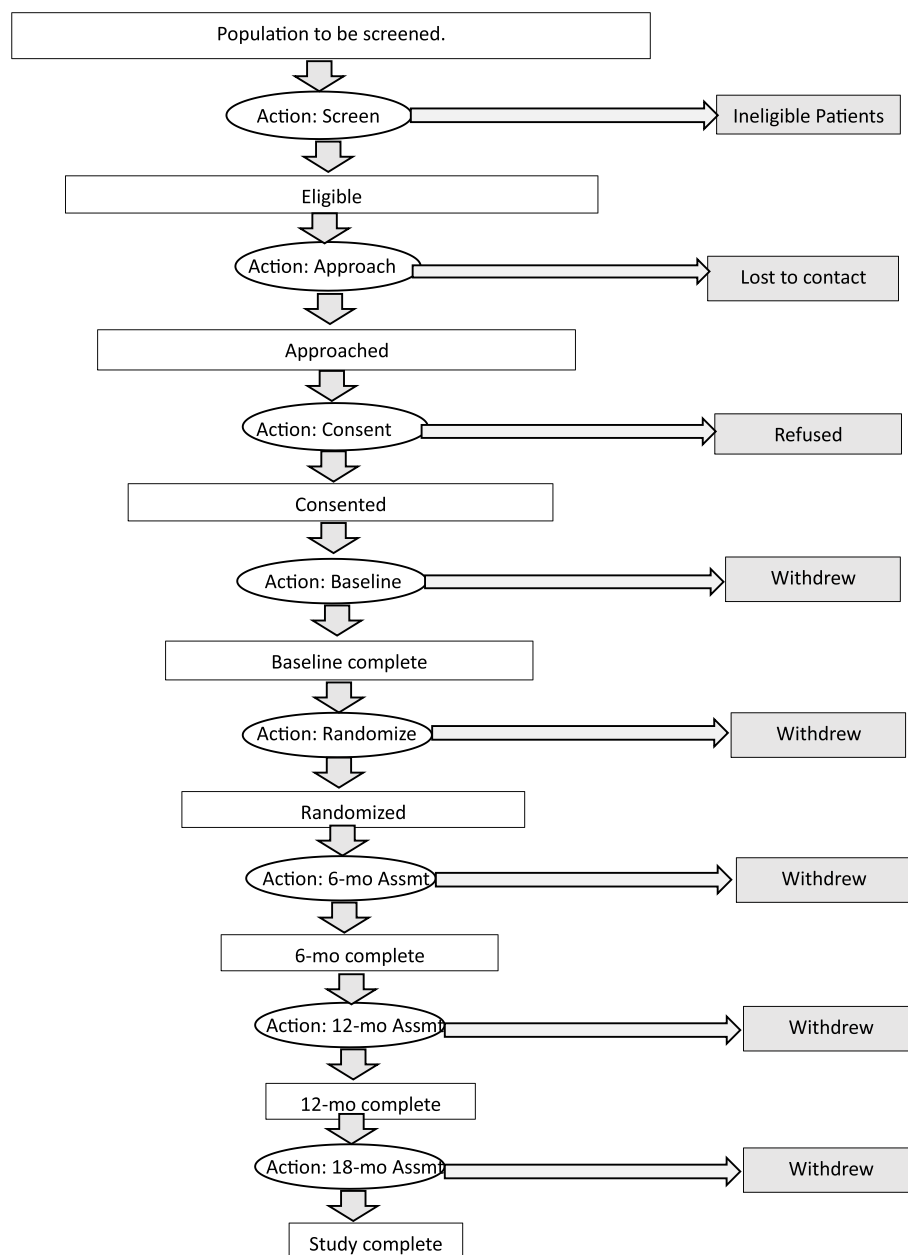 Population to be screened.
Action: Screen
Ineligible Patients
Eligible
Action: Approach
Lost to contact
Approached
Action: Consent
Refused
Consented
Action: Baseline
Withdrew
Baseline complete
Action: Randomize
Withdrew
Randomized
Action: 6-mo Assmt
Withdrew
6-mo complete
Action: 12-mo Assmt
Withdrew
12-mo complete
Action: 18-mo Assmt
Withdrew
Study complete